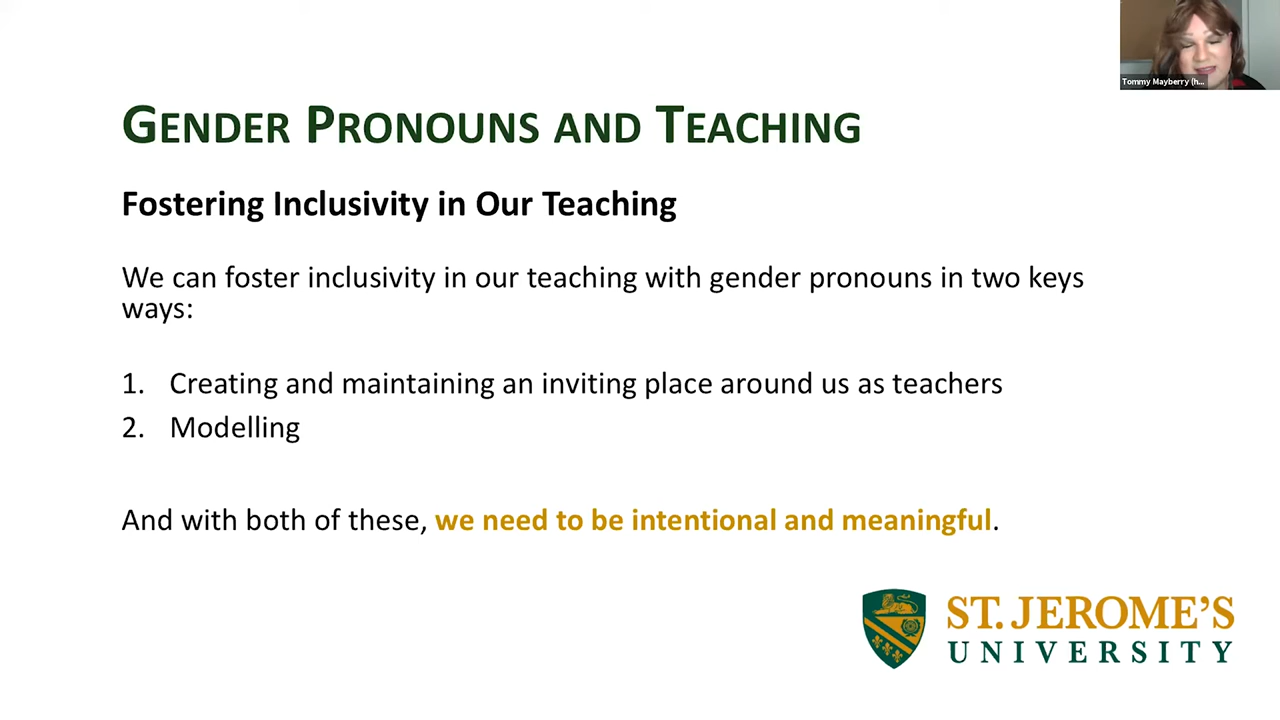 Tommy Mayberry (h...
GENDER PRONOUNS AND TEACHING
Fostering Inclusivity in Our Teaching
We can foster inclusivity in our teaching with gender pronouns in two keys
ways:
1. Creating and maintaining an inviting place around us as teachers
2. Modelling
And with both of these, we need to be intentional and meaningful.
ST. JEROME'S
UNIVERSITY